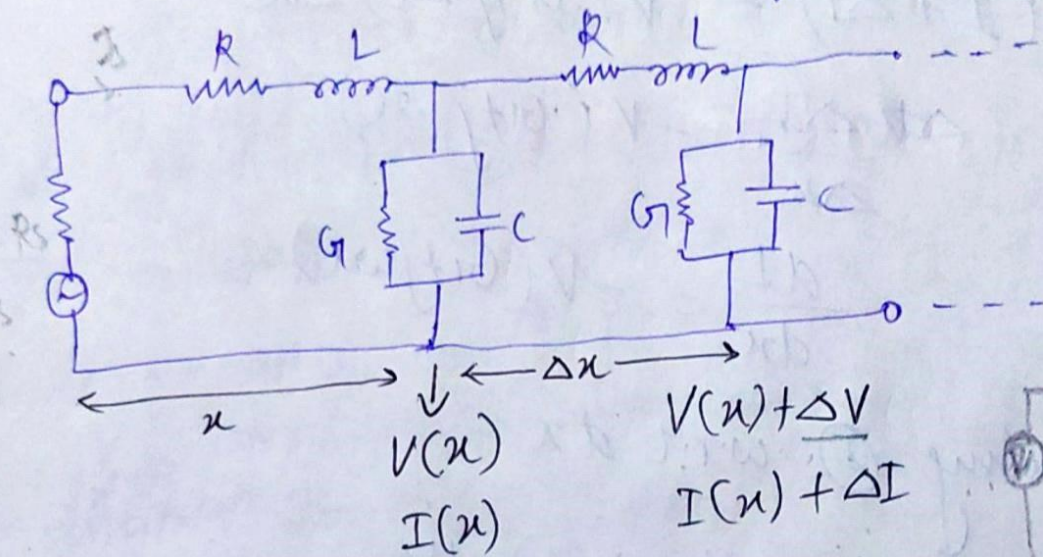 R L R L
G C G C
Rs
x Δx
V(x) V(x)+ΔV
I(x) I(x) + ΔI